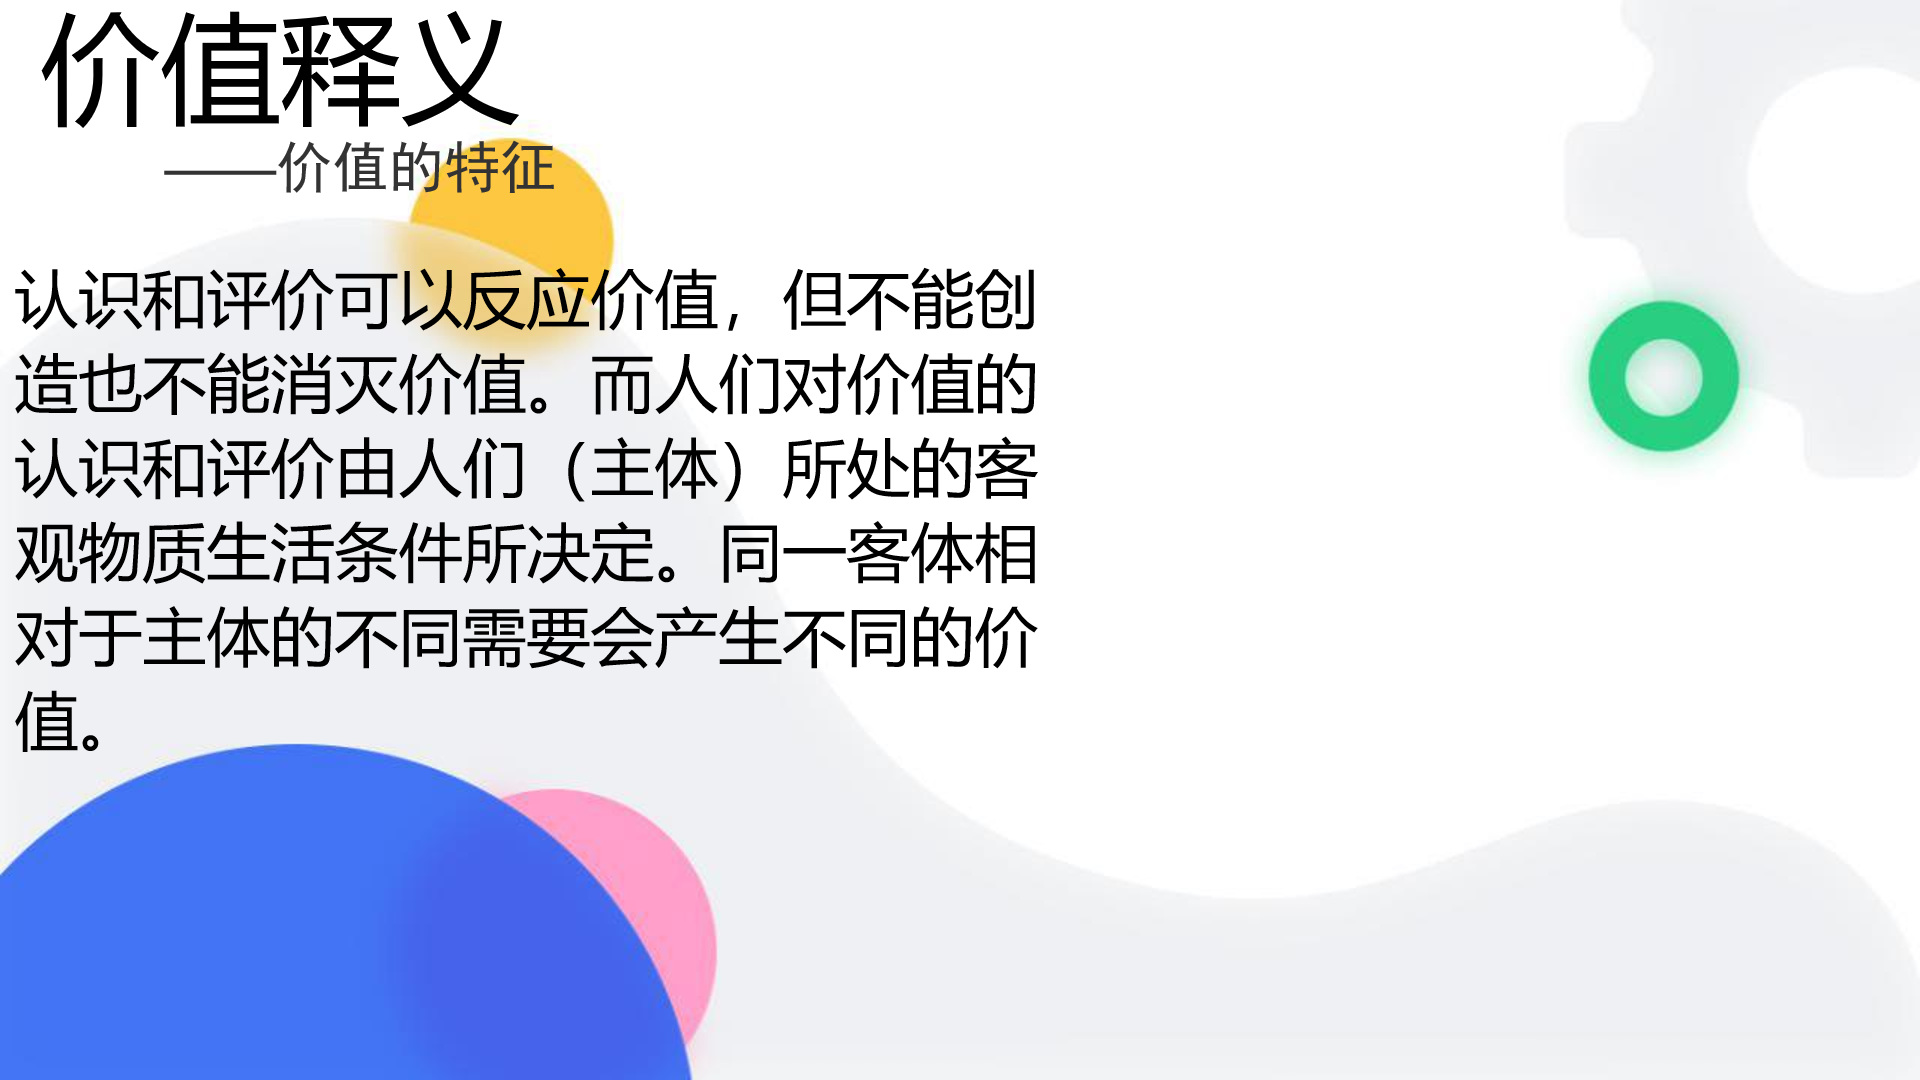 价值释义
——价值的特征
认识和评价可以反应价值，但不能创
造也不能消灭价值。而人们对价值的
认识和评价由人们（主体）所处的客
观物质生活条件所决定。同一客体相
对于主体的不同需要会产生不同的价
值。